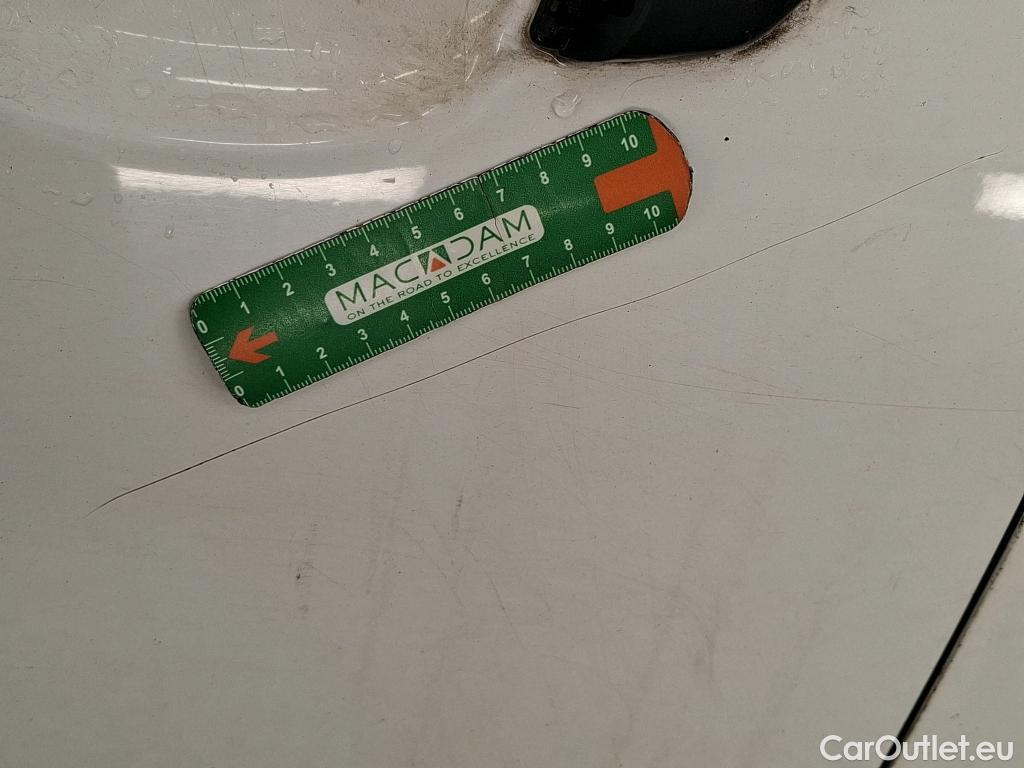 0 1 2 3 4 5 6 7 8 9 10
MACADAM
ON THE ROAD TO EXCELLENCE
0 1 2 3 4 5 6 7 8 9 10
CarOutlet.eu